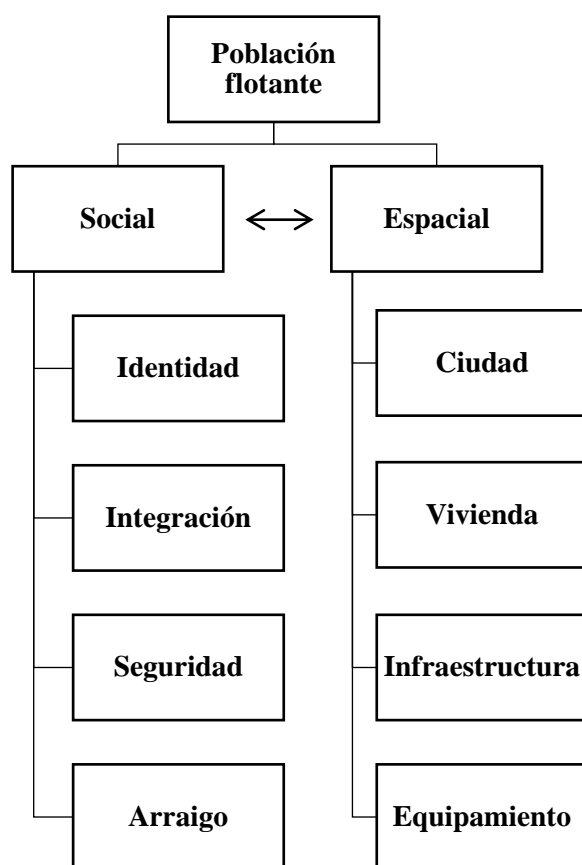 Población
flotante
Social
Espacial
Identidad
Integración
Seguridad
Arraigo
Ciudad
Vivienda
Infraestructura
Equipamiento